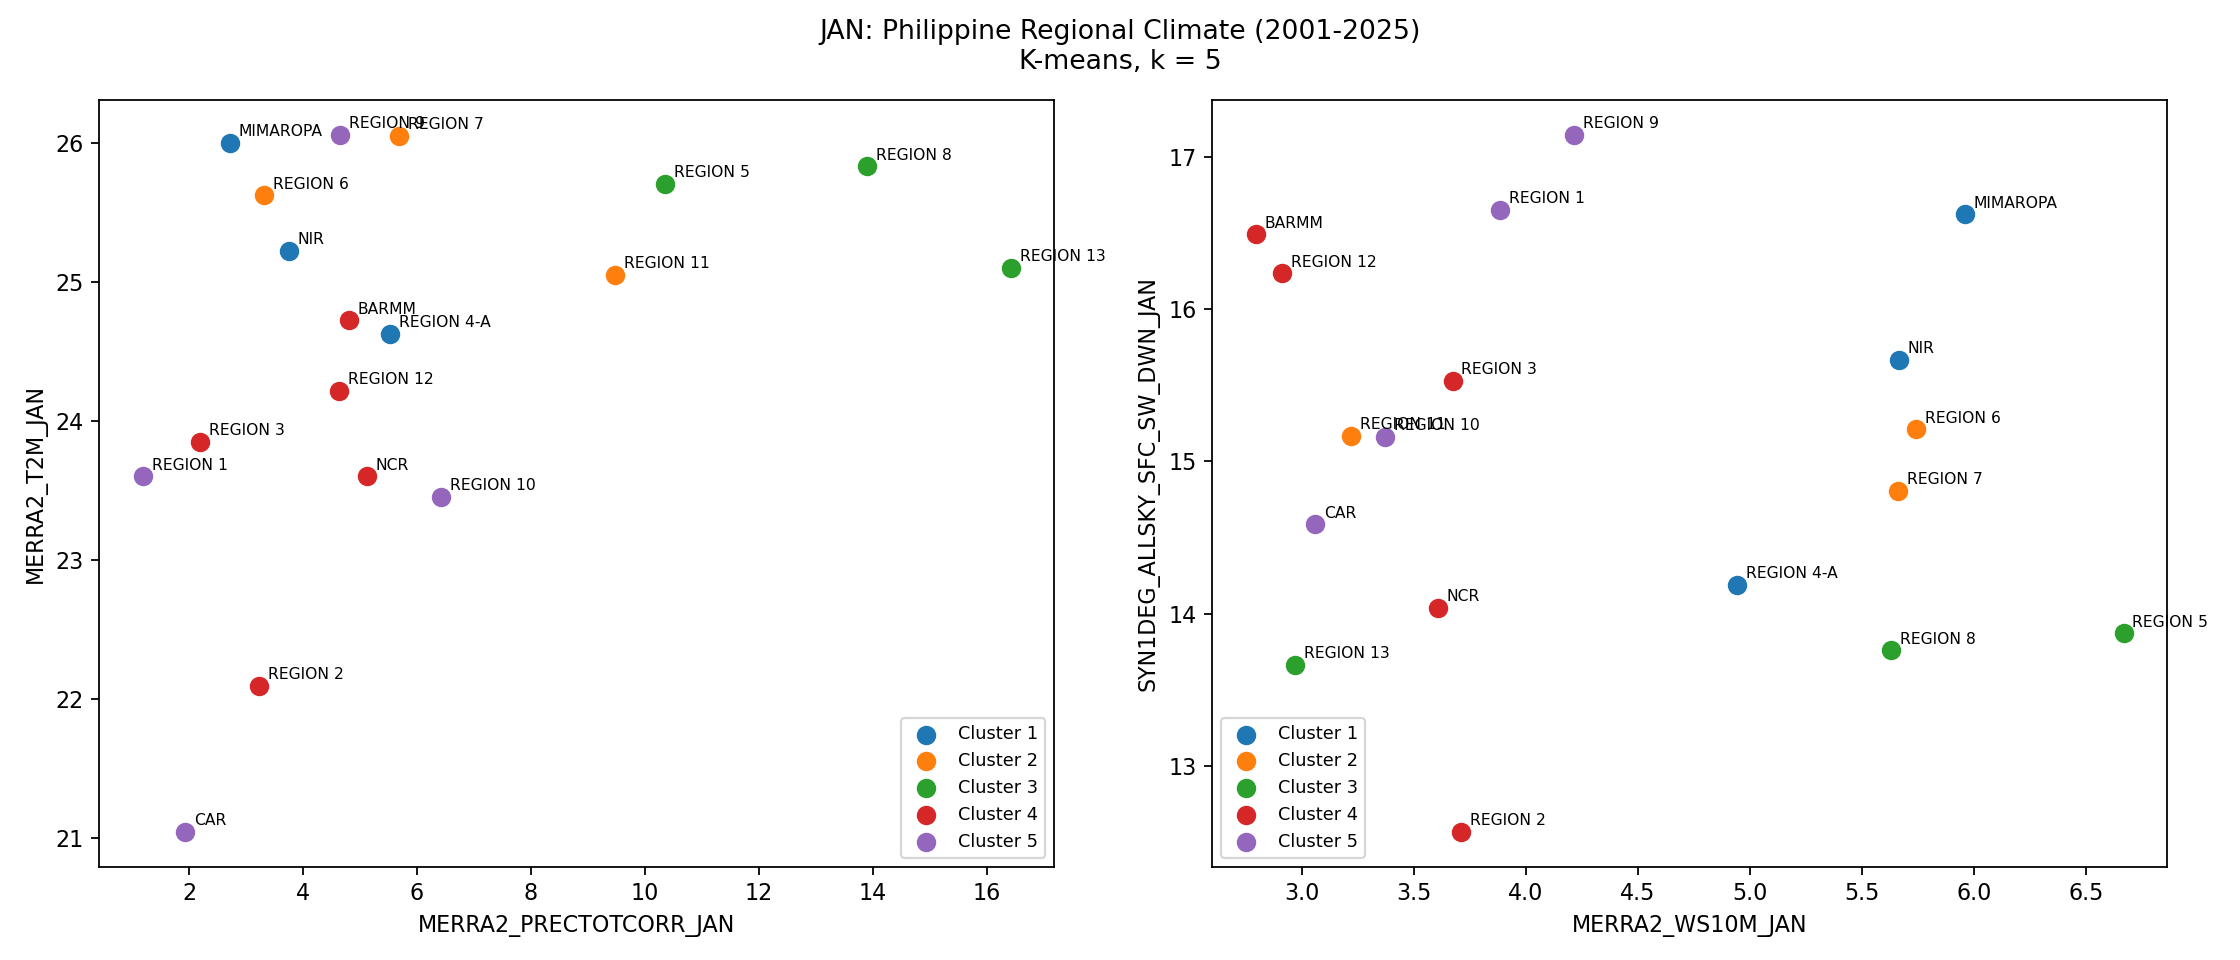 JAN: Philippine Regional Climate (2001-2025)
K-means, k = 5
MERRA2_T2M_JAN
26
25
24
23
22
21
MIMAROPA
REGION 9
REGION 7
REGION 6
REGION 8
REGION 5
NIR
REGION 11
REGION 13
BARMM
REGION 4-A
REGION 12
REGION 3
REGION 1
NCR
REGION 10
REGION 2
CAR
Cluster 1
Cluster 2
Cluster 3
Cluster 4
Cluster 5
2
4
6
8
10
12
14
16
MERRA2_PRECTOTCORR_JAN
SYN1DEG_ALLSKY_SFC_SW_DWN_JAN
17
16
15
14
13
REGION 9
REGION 1
MIMAROPA
BARMM
REGION 12
NIR
REGION 3
REGION 11
REGION 10
REGION 6
REGION 7
CAR
REGION 4-A
NCR
REGION 5
REGION 8
REGION 13
REGION 2
Cluster 1
Cluster 2
Cluster 3
Cluster 4
Cluster 5
3.0
3.5
4.0
4.5
5.0
5.5
6.0
6.5
MERRA2_WS10M_JAN